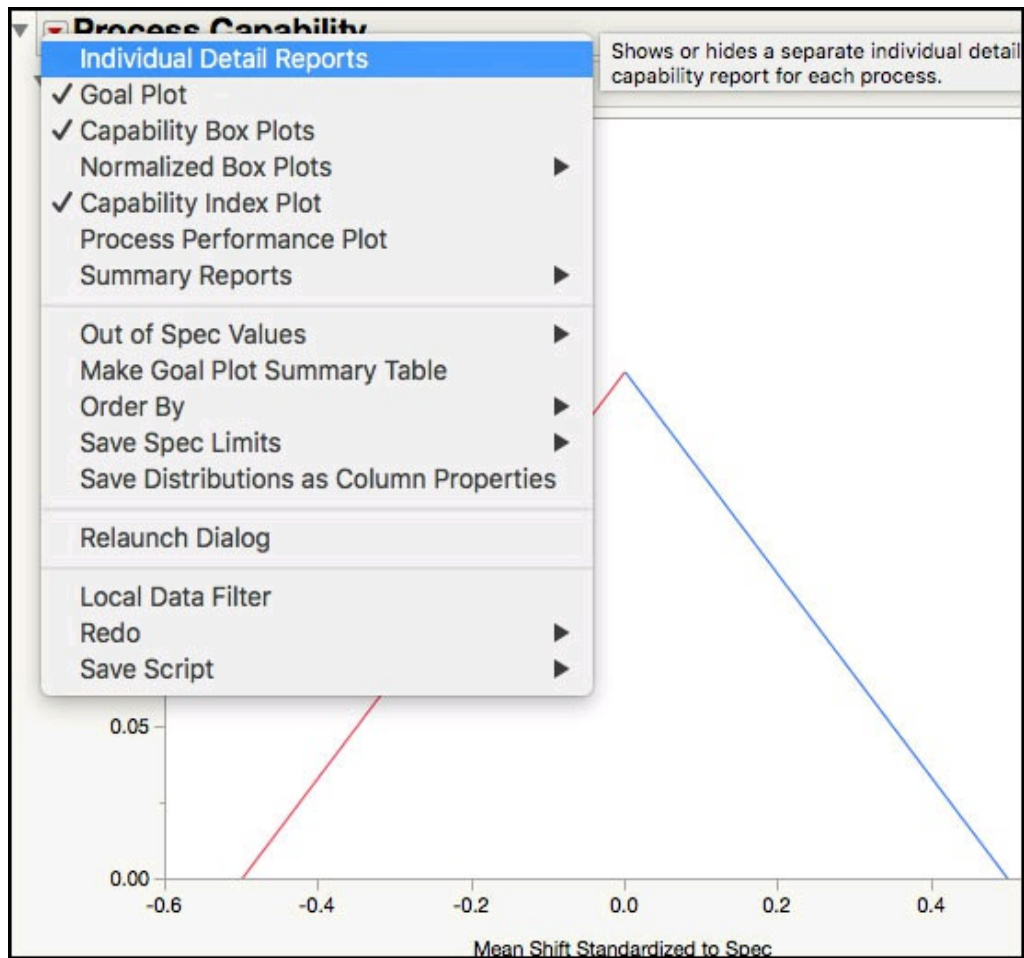 Process Capability
Individual Detail Reports
Shows or hides a separate individual detail
capability report for each process.
✓ Goal Plot
✓ Capability Box Plots
Normalized Box Plots ▶
✓ Capability Index Plot
Process Performance Plot
Summary Reports ▶
Out of Spec Values ▶
Make Goal Plot Summary Table
Order By ▶
Save Spec Limits ▶
Save Distributions as Column Properties
Relaunch Dialog
Local Data Filter
Redo ▶
Save Script ▶
0.05
0.00
-0.6 -0.4 -0.2 0.0 0.2 0.4
Mean Shift Standardized to Spec